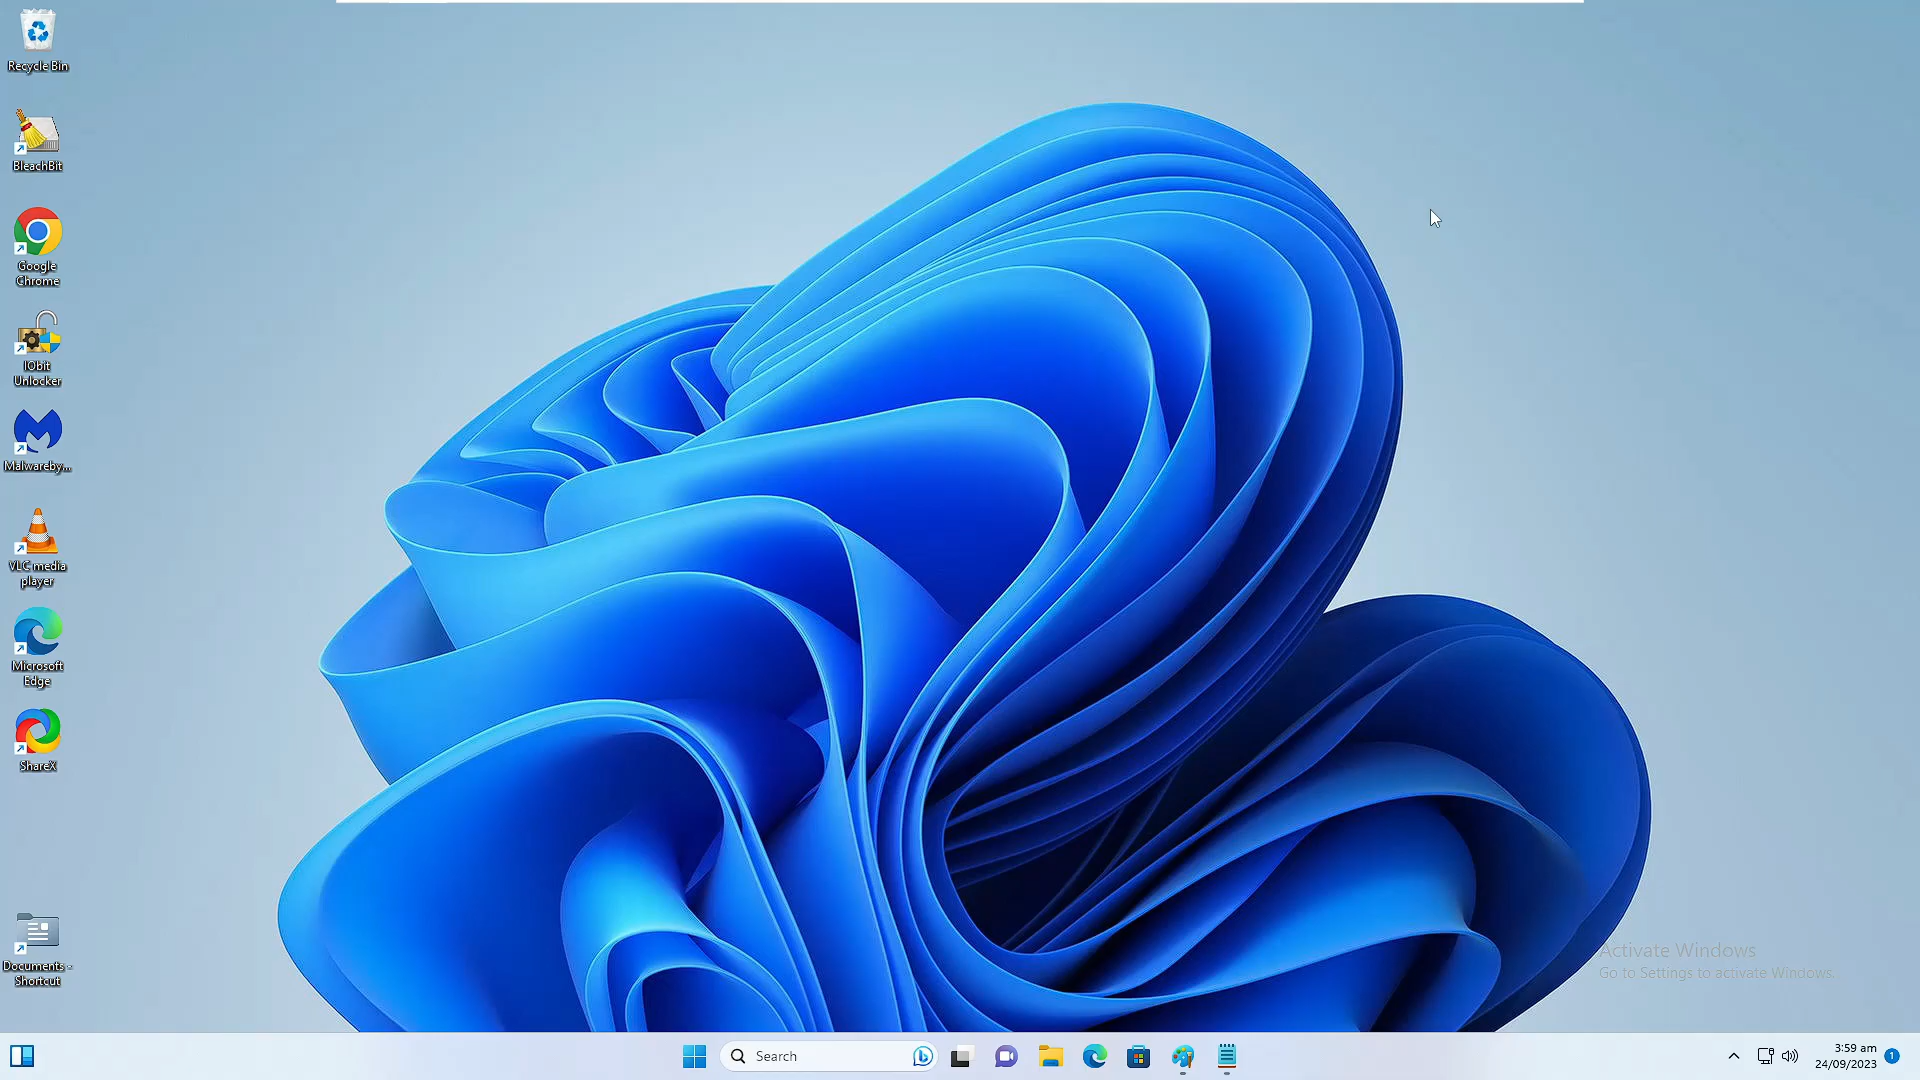 Recycle Bin
BleachBit
Google
Chrome
IObit
Unlocker
Malwareby...
VLC media
player
Microsoft
Edge
ShareX
Documents -
Shortcut
Activate Windows
Go to Settings to activate Windows.
Search
3:59 am
24/09/2023
1